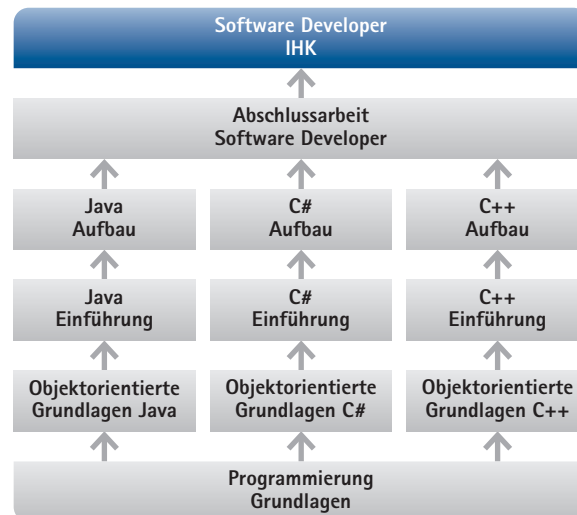 Software Developer
IHK
Abschlussarbeit
Software Developer
Java
Aufbau
C#
Aufbau
C++
Aufbau
Java
Einführung
C#
Einführung
C++
Einführung
Objektorientierte
Grundlagen Java
Objektorientierte
Grundlagen C#
Objektorientierte
Grundlagen C++
Programmierung
Grundlagen